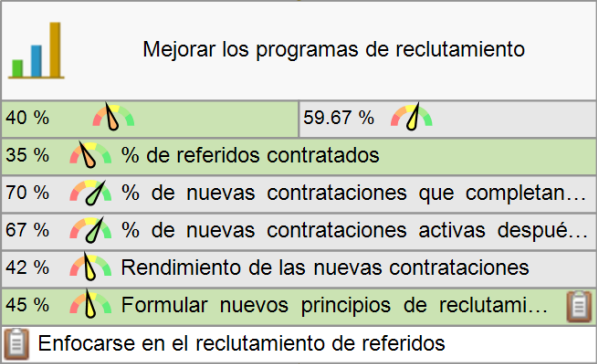 Mejorar los programas de reclutamiento
40 % 59.67 %
35 % % de referidos contratados
70 % % de nuevas contrataciones que completan...
67 % % de nuevas contrataciones activas despué...
42 % Rendimiento de las nuevas contrataciones
45 % Formular nuevos principios de reclutami...
Enfocarse en el reclutamiento de referidos